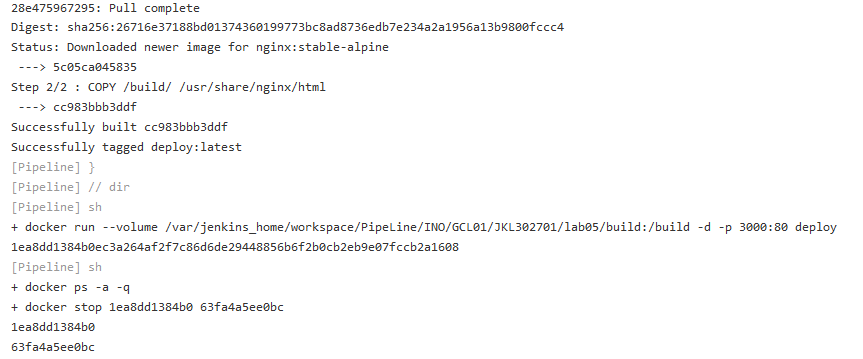 28e475967295: Pull complete
Digest: sha256:26716e37188bd01374360199773bc8ad8736edb7e234a2a1956a13b9800fccc4
Status: Downloaded newer image for nginx:stable-alpine
---> 5c05ca045835
Step 2/2 : COPY /build/ /usr/share/nginx/html
---> cc983bbb3ddf
Successfully built cc983bbb3ddf
Successfully tagged deploy:latest
[Pipeline] }
[Pipeline] // dir
[Pipeline] sh
+ docker run --volume /var/jenkins_home/workspace/PipeLine/INO/GCL01/JKL302701/lab05/build:/build -d -p 3000:80 deploy
1ea8dd1384b0ec3a264af2f7c86d6de29448856b6f2b0cb2eb9e07fccb2a1608
[Pipeline] sh
+ docker ps -a -q
+ docker stop 1ea8dd1384b0 63fa4a5ee0bc
1ea8dd1384b0
63fa4a5ee0bc